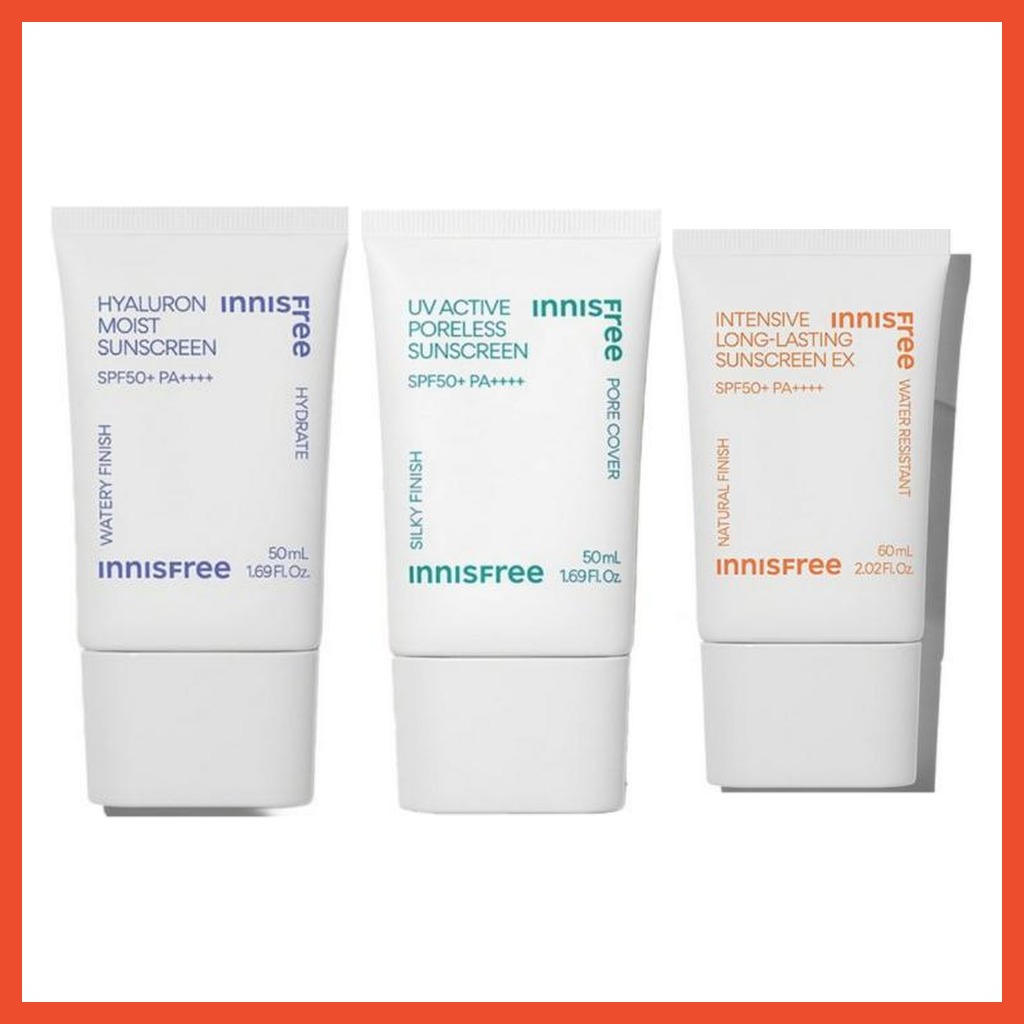 HYALURON
MOIST
SUNSCREEN
SPF50+ PA++++
innisfree
HYDRATE
WATERY FINISH
innisfree
50mL
1.69 Fl. Oz.
UV ACTIVE
PORELESS
SUNSCREEN
SPF50+ PA++++
innisfree
PORE COVER
SILKY FINISH
innisfree
50mL
1.69 Fl. Oz.
INTENSIVE
LONG-LASTING
SUNSCREEN EX
SPF50+ PA++++
innisfree
WATER RESISTANT
NATURAL FINISH
innisfree
60mL
2.02 Fl. Oz.